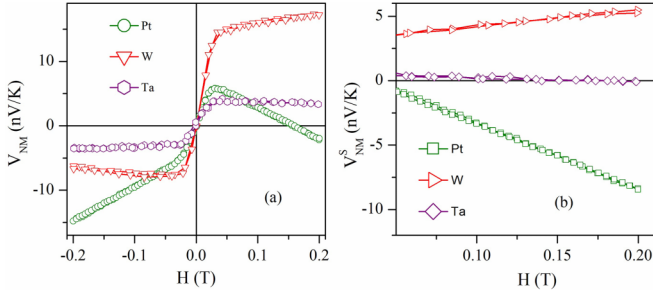 20
10
0
-10
V_NM (nV/K)
Pt
W
Ta
(a)
-0.2 -0.1 0.0 0.1 0.2
H (T)
5
0
-5
-10
V^S_NM (nV/K)
Pt
W
Ta
(b)
0.10 0.15 0.20
H (T)